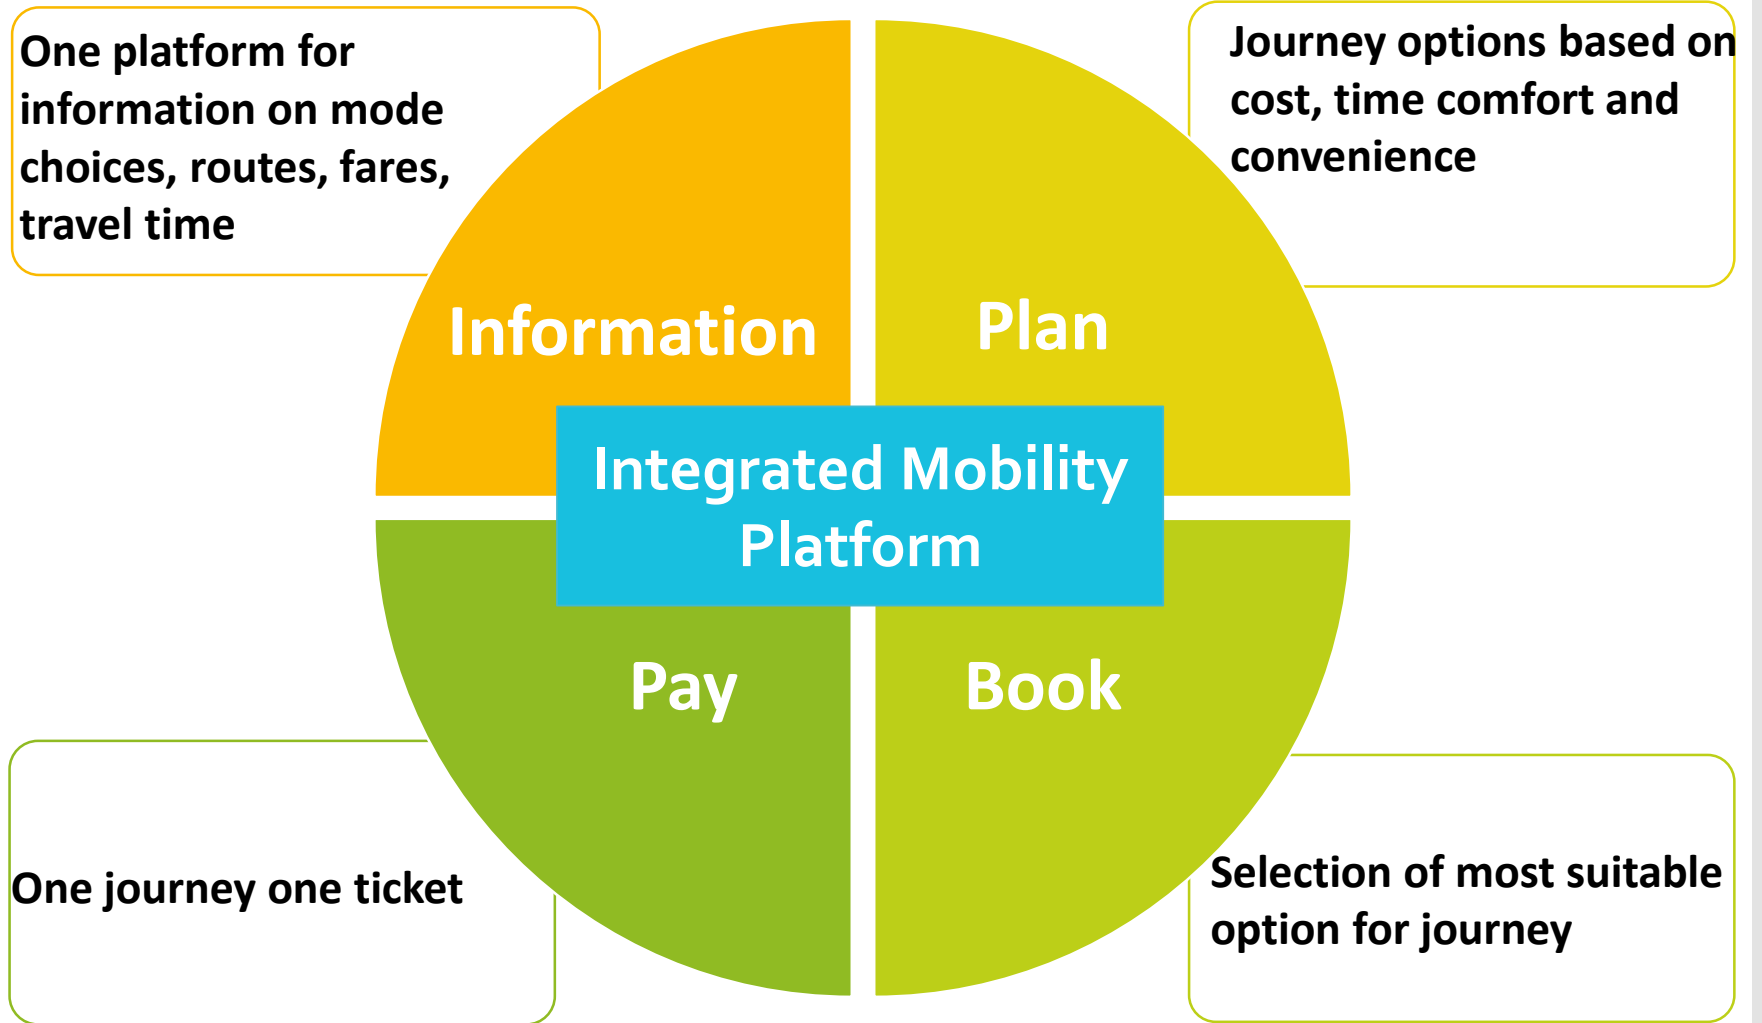 One platform for
information on mode
choices, routes, fares,
travel time
Journey options based on
cost, time comfort and
convenience
Information
Plan
Integrated Mobility
Platform
Pay
Book
One journey one ticket
Selection of most suitable
option for journey